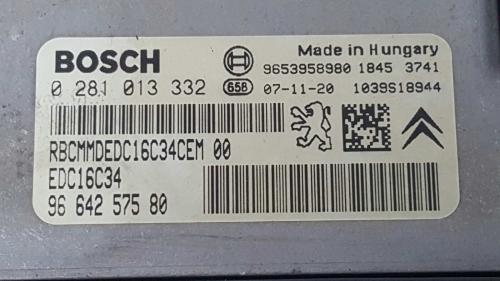 BOSCH
Made in Hungary
9653958980 1845 3741
0 281 013 332 658 07-11-20 1039S18944
RBCMMDEDC16C34CEM 00
EDC16C34
96 642 575 80